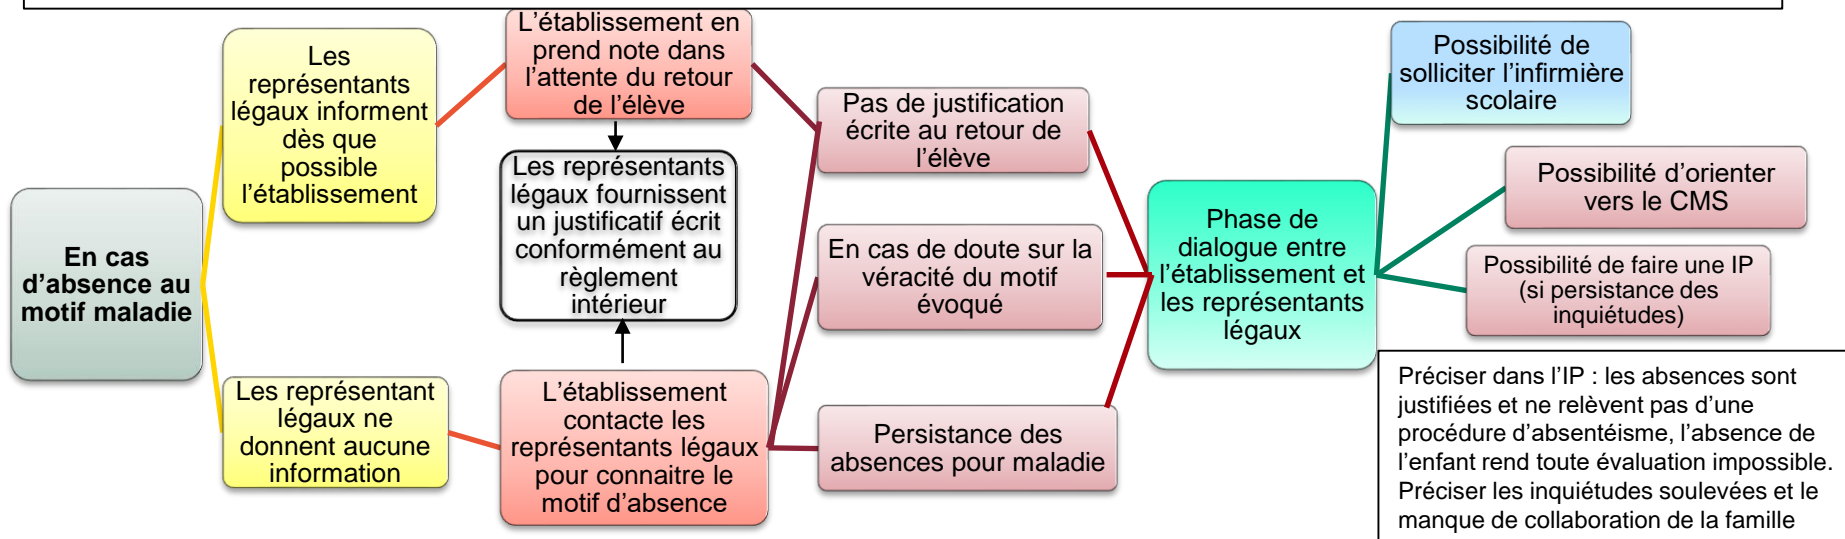 En cas
d’absence au
motif maladie
Les
représentants
légaux informent
dès que
possible
l’établissement
Les représentant
légaux ne
donnent aucune
information
L’établissement en
prend note dans
l’attente du retour
de l’élève
Les représentants
légaux fournissent
un justificatif écrit
conformément au
règlement
intérieur
L’établissement
contacte les
représentants légaux
pour connaitre le
motif d’absence
Pas de justification
écrite au retour de
l’élève
En cas de doute sur la
véracité du motif
évoqué
Persistance des
absences pour maladie
Phase de
dialogue entre
l’établissement et
les représentants
légaux
Possibilité de
solliciter l’infirmière
scolaire
Possibilité d’orienter
vers le CMS
Possibilité de faire une IP
(si persistance des
inquiétudes)
Préciser dans l’IP : les absences sont
justifiées et ne relèvent pas d’une
procédure d’absentéisme, l’absence de
l’enfant rend toute évaluation impossible.
Préciser les inquiétudes soulevées et le
manque de collaboration de la famille